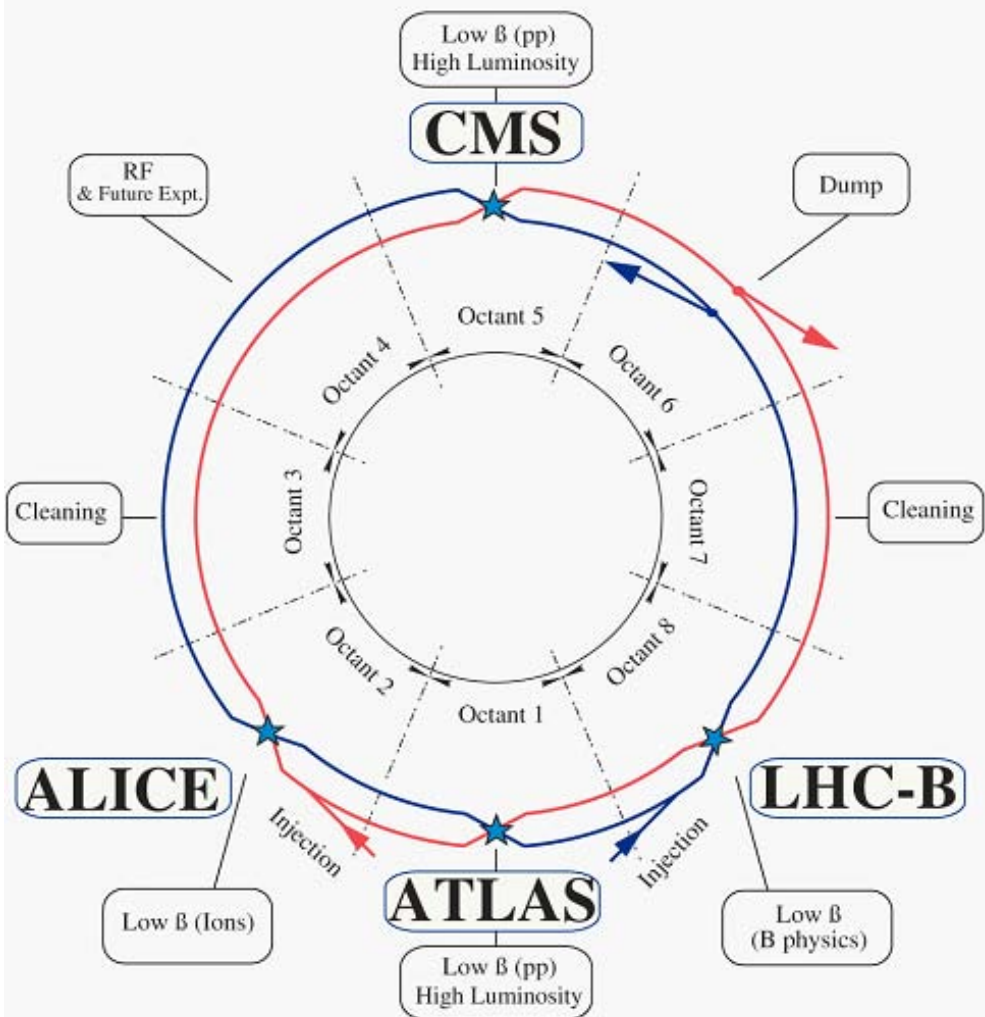 Low ß (pp)
High Luminosity
CMS
RF
& Future Expt.
Dump
Octant 5
Octant 4
Octant 6
Cleaning
Octant 3
Octant 7
Cleaning
Octant 2
Octant 8
Octant 1
ALICE
LHC-B
Injection
Injection
ATLAS
Low ß (Ions)
Low ß
(B physics)
Low ß (pp)
High Luminosity